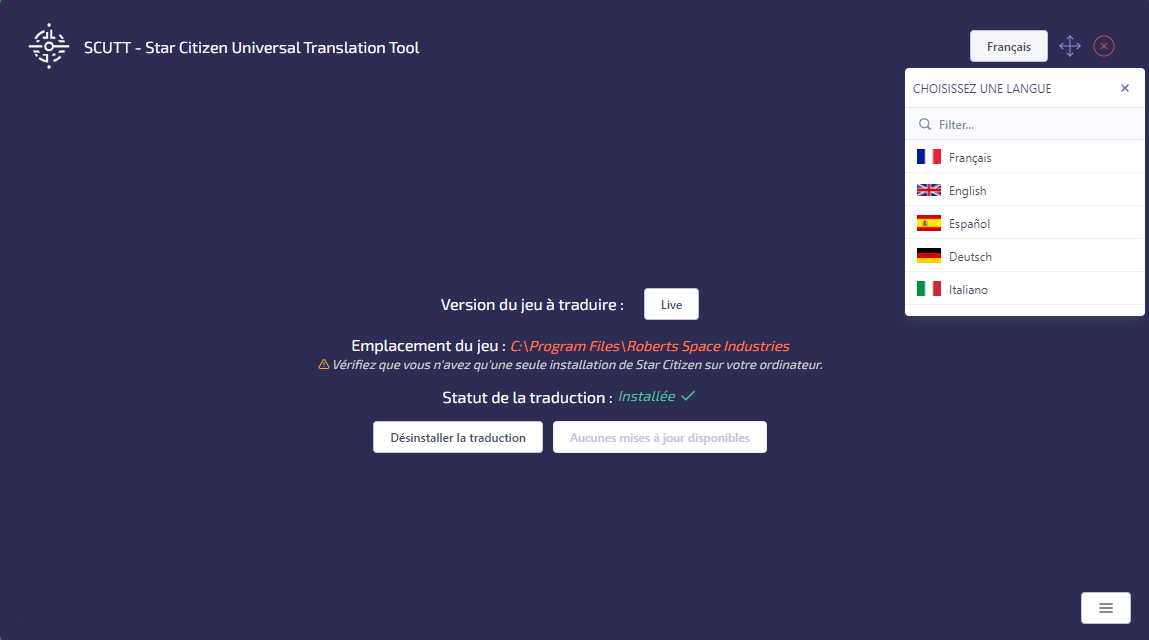 SCUTT - Star Citizen Universal Translation Tool
Français
CHOISISSEZ UNE LANGUE
Filter...
Français
English
Español
Deutsch
Italiano
Version du jeu à traduire :
Live
Emplacement du jeu : C:\Program Files\Roberts Space Industries
Vérifiez que vous n'avez qu'une seule installation de Star Citizen sur votre ordinateur.
Statut de la traduction : Installée
Désinstaller la traduction
Aucunes mises à jour disponibles